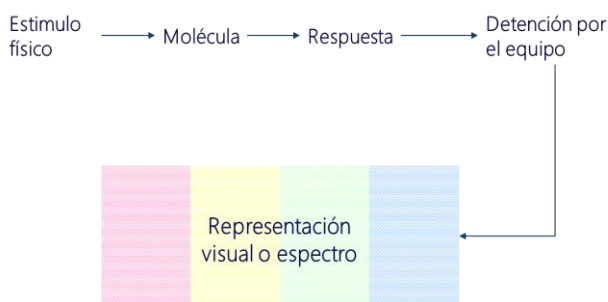 Estimulo
físico
Molécula
Respuesta
Detención por
el equipo
Representación
visual o espectro